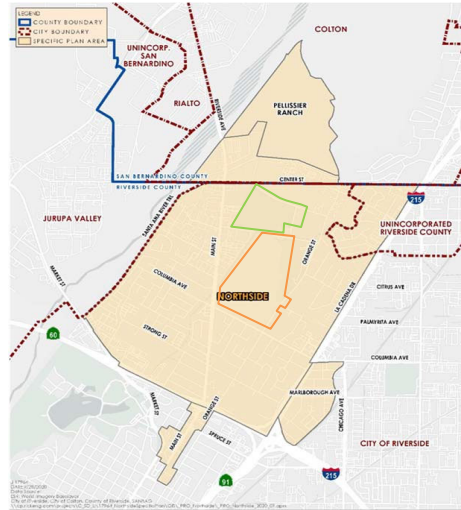 LEGEND
COUNTY BOUNDARY
CITY BOUNDARY
SPECIFIC PLAN AREA
COLTON
UNINCORP.
SAN
BERNARDINO
RIALTO
RIVERSIDE AVE
PELLISSIER
RANCH
CENTER ST
SAN BERNARDINO COUNTY
RIVERSIDE COUNTY
215
JURUPA VALLEY
SANTA ANA RIVER TRL
MAIN ST
ORANGE ST
UNINCORPORATED
RIVERSIDE COUNTY
MARKET ST
COLUMBIA AVE
LA CADENA DR
CITRUS AVE
NORTHSIDE
PALMYRITA AVE
STRONG ST
60
COLUMBIA AVE
MARLBOROUGH AVE
MARKET ST
ORANGE ST
CHICAGO AVE
MAIN ST
SPRUCE ST
CITY OF RIVERSIDE
91
215